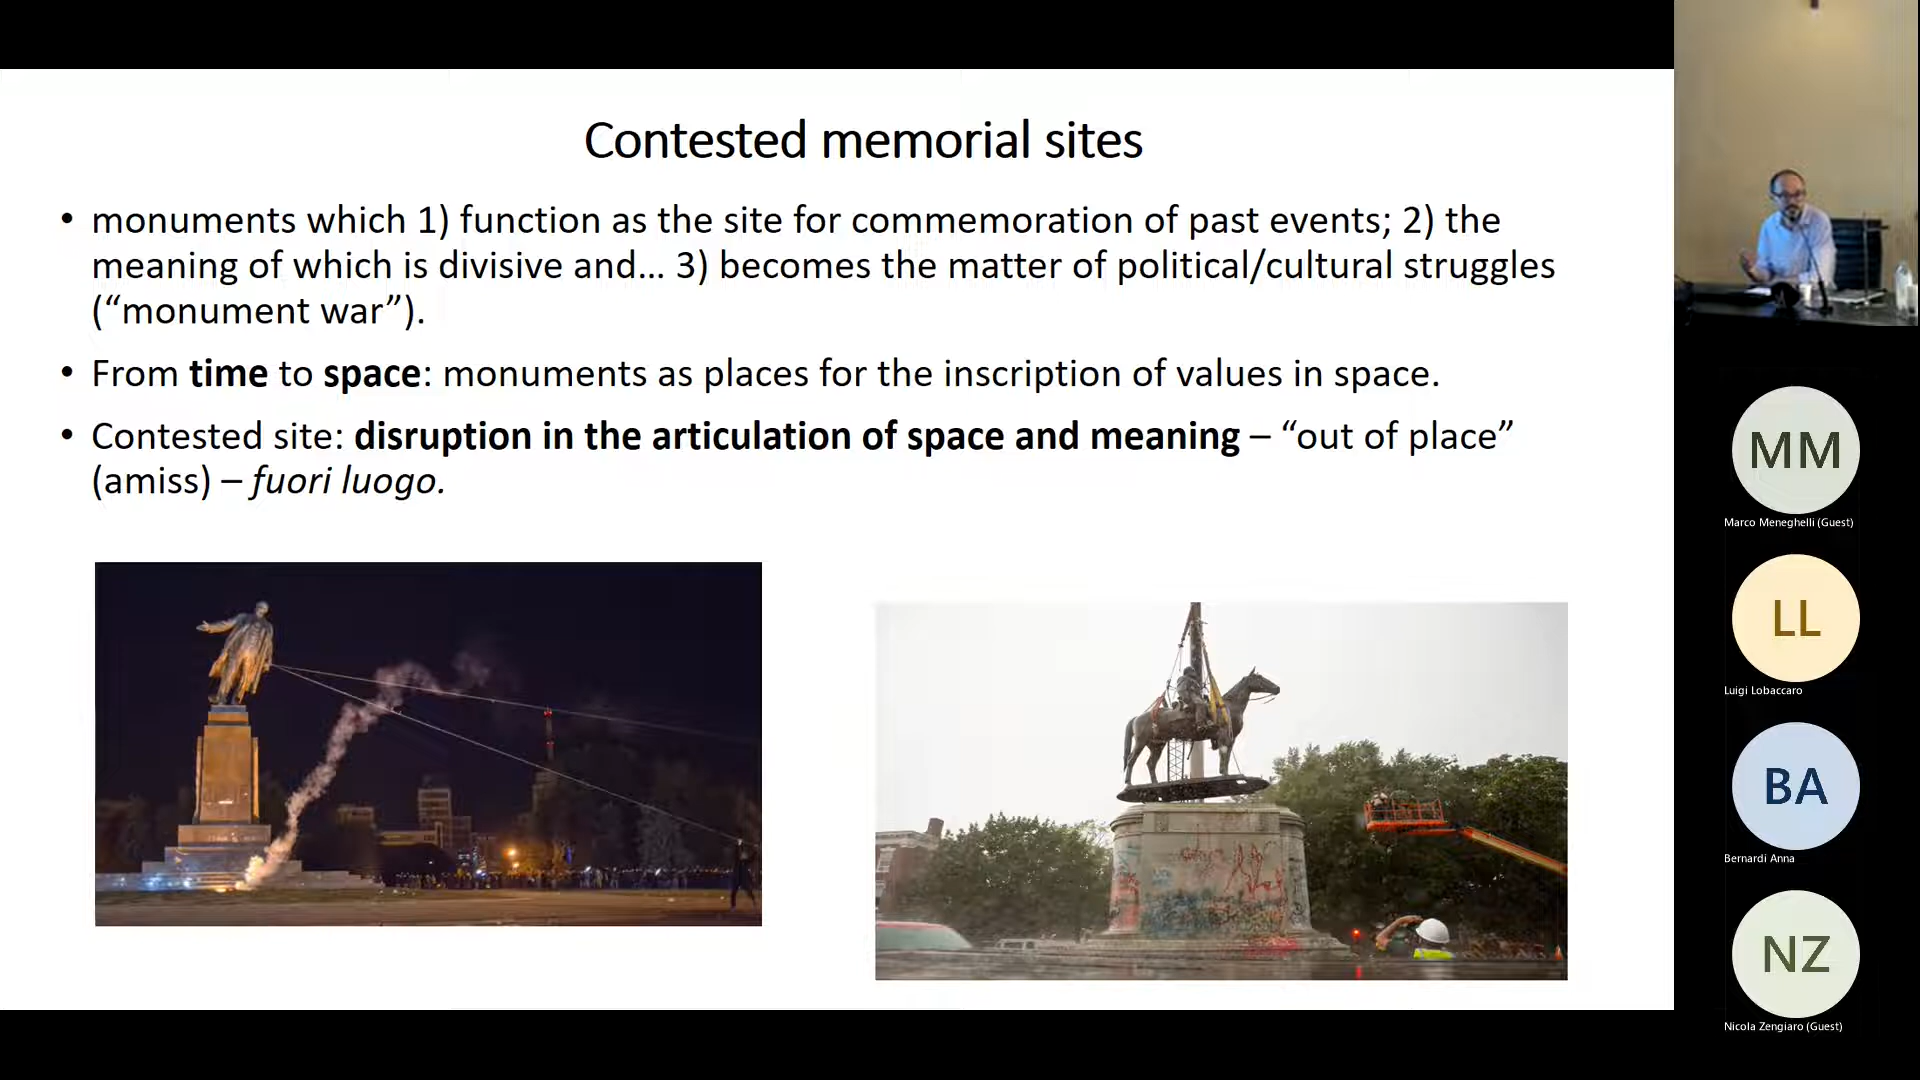 Contested memorial sites
• monuments which 1) function as the site for commemoration of past events; 2) the
meaning of which is divisive and… 3) becomes the matter of political/cultural struggles
(“monument war”).
• From time to space: monuments as places for the inscription of values in space.
• Contested site: disruption in the articulation of space and meaning – “out of place”
(amiss) – fuori luogo.
MM
Marco Meneghelli (Guest)
LL
Luigi Lobaccaro
BA
Bernardi Anna
NZ
Nicola Zengiaro (Guest)